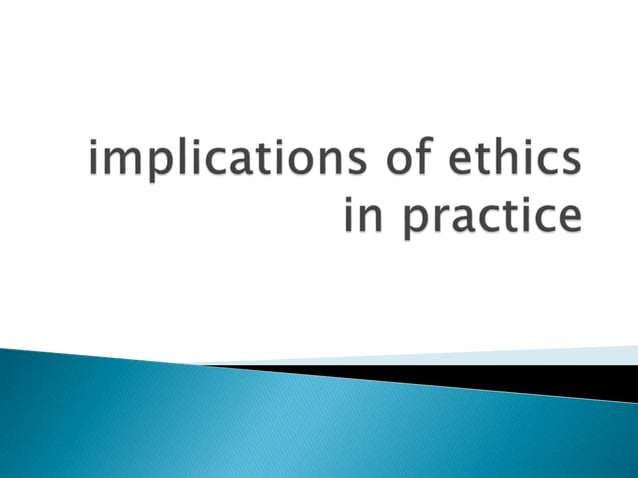 implications of ethics
in practice